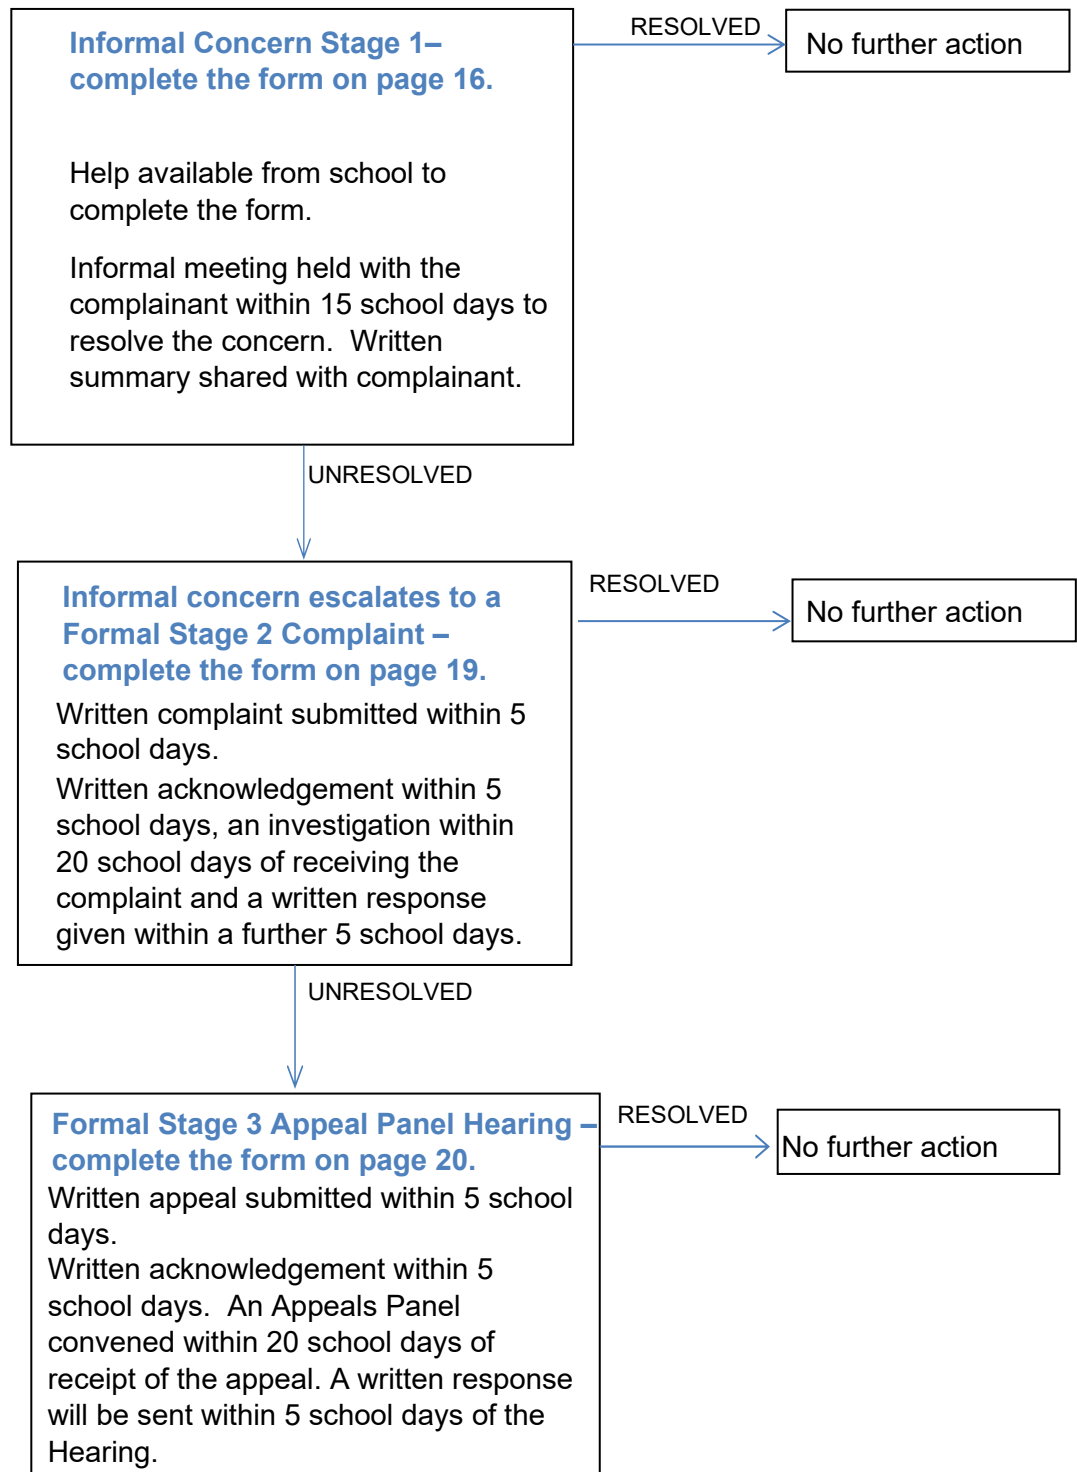 Informal Concern Stage 1–
complete the form on page 16.
Help available from school to
complete the form.
Informal meeting held with the
complainant within 15 school days to
resolve the concern.  Written
summary shared with complainant.
RESOLVED
No further action
UNRESOLVED
Informal concern escalates to a
Formal Stage 2 Complaint –
complete the form on page 19.
Written complaint submitted within 5
school days.
Written acknowledgement within 5
school days, an investigation within
20 school days of receiving the
complaint and a written response
given within a further 5 school days.
RESOLVED
No further action
UNRESOLVED
Formal Stage 3 Appeal Panel Hearing –
complete the form on page 20.
Written appeal submitted within 5 school
days.
Written acknowledgement within 5
school days.  An Appeals Panel
convened within 20 school days of
receipt of the appeal. A written response
will be sent within 5 school days of the
Hearing.
RESOLVED
No further action